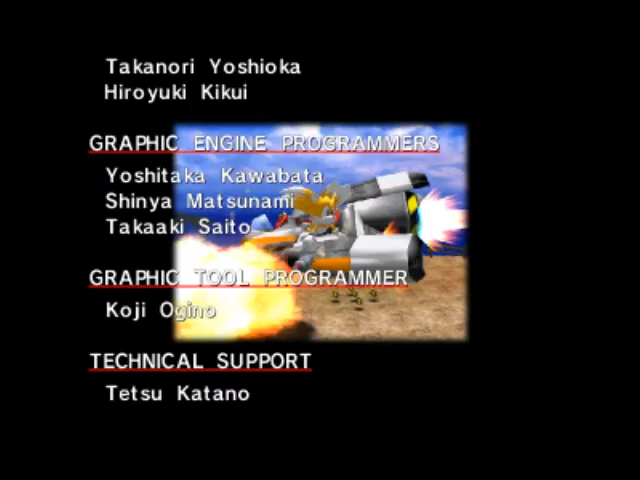 Takanori Yoshioka
Hiroyuki Kikui
GRAPHIC ENGINE PROGRAMMERS
Yoshitaka Kawabata
Shinya Matsunami
Takaaki Saito
GRAPHIC TOOL PROGRAMMER
Koji Ogino
TECHNICAL SUPPORT
Tetsu Katano